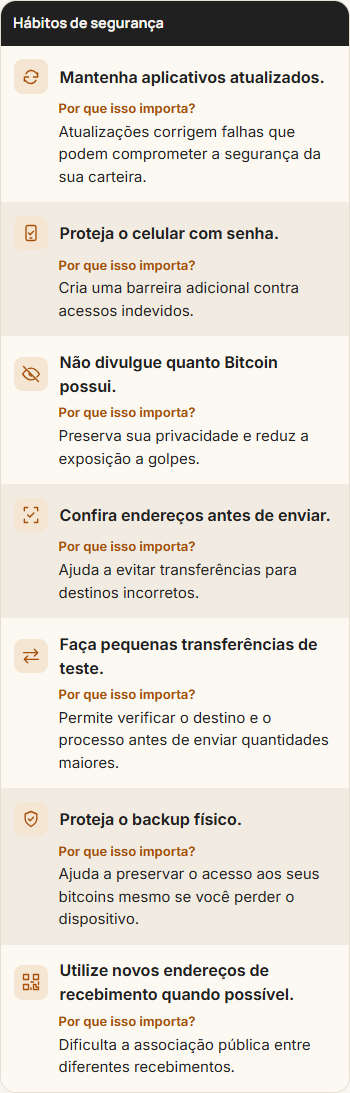 Hábitos de segurança
Mantenha aplicativos atualizados.
Por que isso importa?
Atualizações corrigem falhas que
podem comprometer a segurança da
sua carteira.
Proteja o celular com senha.
Por que isso importa?
Cria uma barreira adicional contra
acessos indevidos.
Não divulgue quanto Bitcoin
possui.
Por que isso importa?
Preserva sua privacidade e reduz a
exposição a golpes.
Confira endereços antes de enviar.
Por que isso importa?
Ajuda a evitar transferências para
destinos incorretos.
Faça pequenas transferências de
teste.
Por que isso importa?
Permite verificar o destino e o
processo antes de enviar quantidades
maiores.
Proteja o backup físico.
Por que isso importa?
Ajuda a preservar o acesso aos seus
bitcoins mesmo se você perder o
dispositivo.
Utilize novos endereços de
recebimento quando possível.
Por que isso importa?
Dificulta a associação pública entre
diferentes recebimentos.